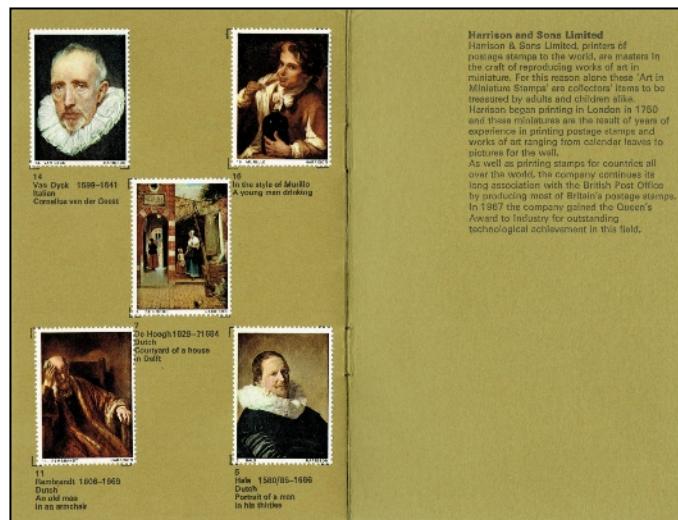 14
Van Dyck 1599–1641
Italian
Cornelius van der Geest
16
In the style of Murillo
A young man drinking
7
De Hoogh 1629–?1684
Dutch
Courtyard of a house
in Delft
11
Rembrandt 1606–1669
Dutch
An old man
in an armchair
5
Hals 1580/85–1666
Dutch
Portrait of a man
in his thirties
Harrison and Sons Limited
Harrison & Sons Limited, printers of
postage stamps to the world, are masters in
the craft of reproducing works of art in
miniature. For this reason alone these 'Art in
Miniature Stamps' are collectors' items to be
treasured by adults and children alike.
Harrison began printing in London in 1750
and these miniatures are the result of years of
experience in printing postage stamps and
works of art ranging from calendar leaves to
pictures for the wall.
As well as printing stamps for countries all
over the world, the company continues its
long association with the British Post Office
by producing most of Britain's postage stamps.
In 1967 the company gained the Queen's
Award to Industry for outstanding
technological achievement in this field.